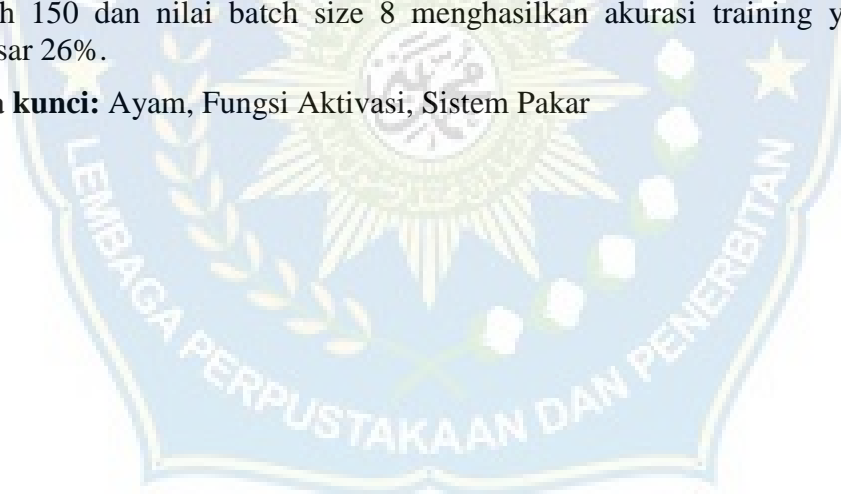 h 150 dan nilai batch size 8 menghasilkan akurasi training y
sar 26%.
kunci: Ayam, Fungsi Aktivasi, Sistem Pakar
LEMBAGA PERPUSTAKAAN DAN PENERBITAN